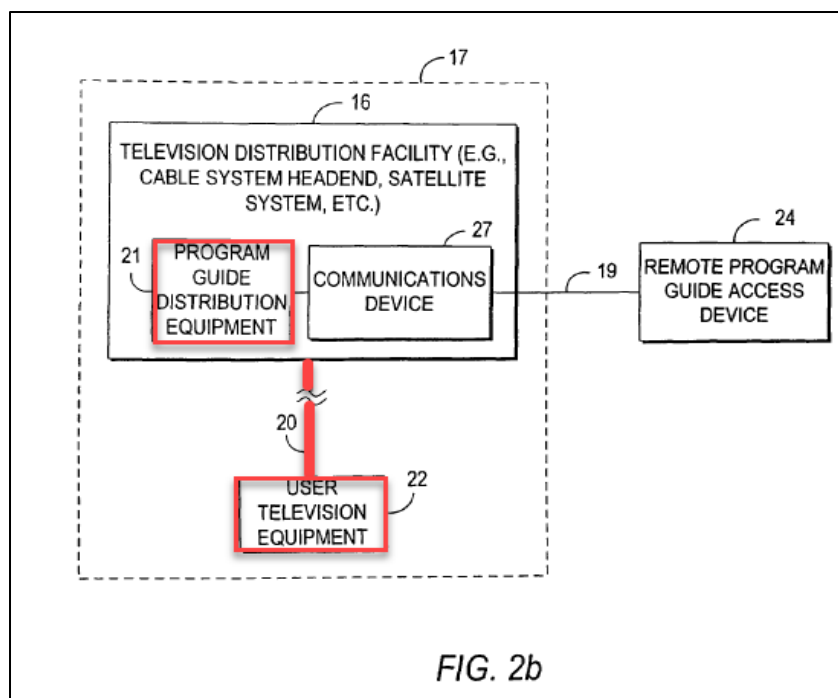 17
16
TELEVISION DISTRIBUTION FACILITY (E.G.,
CABLE SYSTEM HEADEND, SATELLITE
SYSTEM, ETC.)
21
PROGRAM
GUIDE
DISTRIBUTION
EQUIPMENT
27
COMMUNICATIONS
DEVICE
19
24
REMOTE PROGRAM
GUIDE ACCESS
DEVICE
20
22
USER
TELEVISION
EQUIPMENT
FIG. 2b